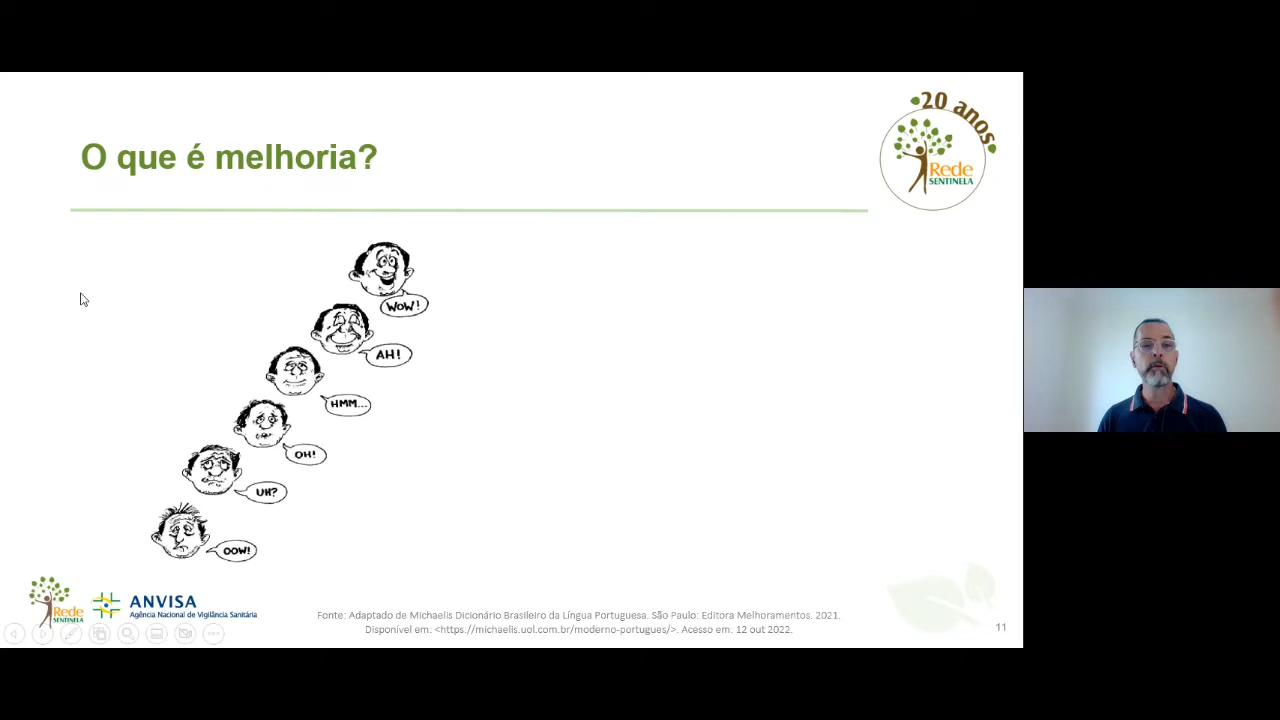 20 anos
Rede
SENTINELA
O que é melhoria?
WOW!
AH!
HMM...
OH!
UH?
OOW!
Rede
SENTINELA
ANVISA
Agência Nacional de Vigilância Sanitária
Fonte: Adaptado de Michaelis Dicionário Brasileiro da Língua Portuguesa. São Paulo: Editora Melhoramentos. 2021.
Disponível em: <https://michaelis.uol.com.br/moderno-portugues/>. Acesso em: 12 out 2022.
11